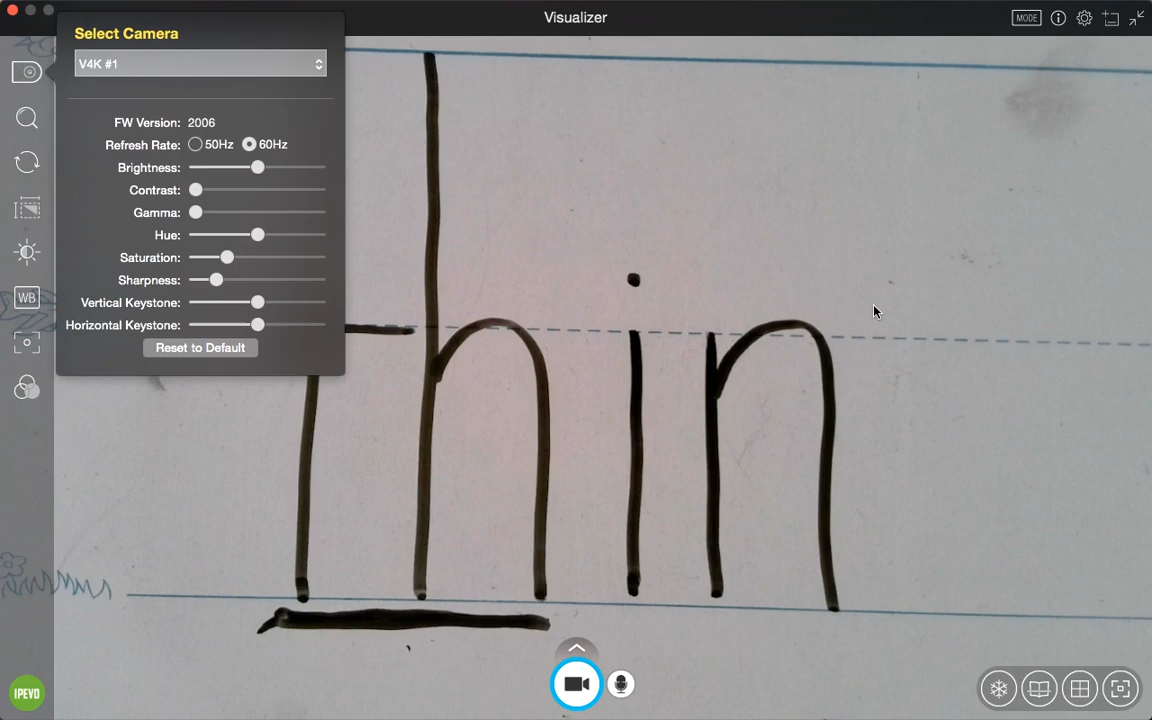 Visualizer
MODE
Select Camera
V4K #1
FW Version: 2006
Refresh Rate: 50Hz 60Hz
Brightness:
Contrast:
Gamma:
Hue:
Saturation:
Sharpness:
Vertical Keystone:
Horizontal Keystone:
Reset to Default
WB
thin
IPEVO